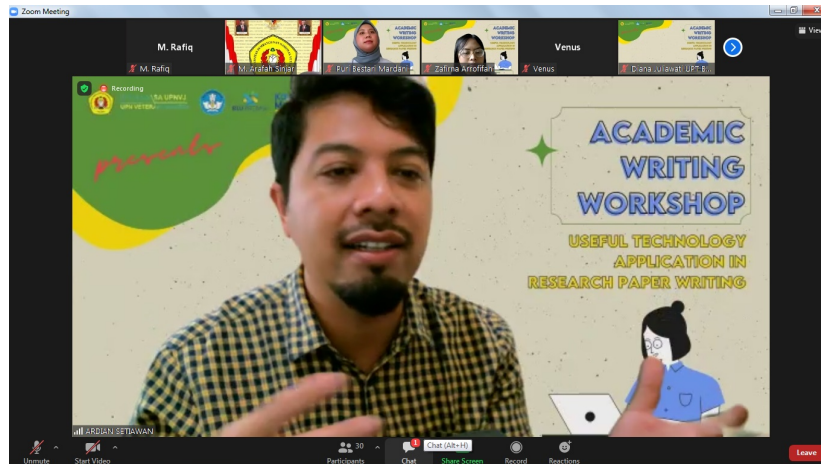 Zoom Meeting
View
M. Rafiq
Venus
M. Rafiq
M. Arafah Sinjar
Puri Bestari Mardani
Zafirna Arrofifah
Venus
Diana Juliawati UPT B...
Recording
presents
ACADEMIC
WRITING
WORKSHOP
USEFUL TECHNOLOGY
APPLICATION IN
RESEARCH PAPER WRITING
ARDIAN SETIAWAN
30
1
Chat (Alt+H)
Unmute
Start Video
Participants
Chat
Share Screen
Record
Reactions
Leave